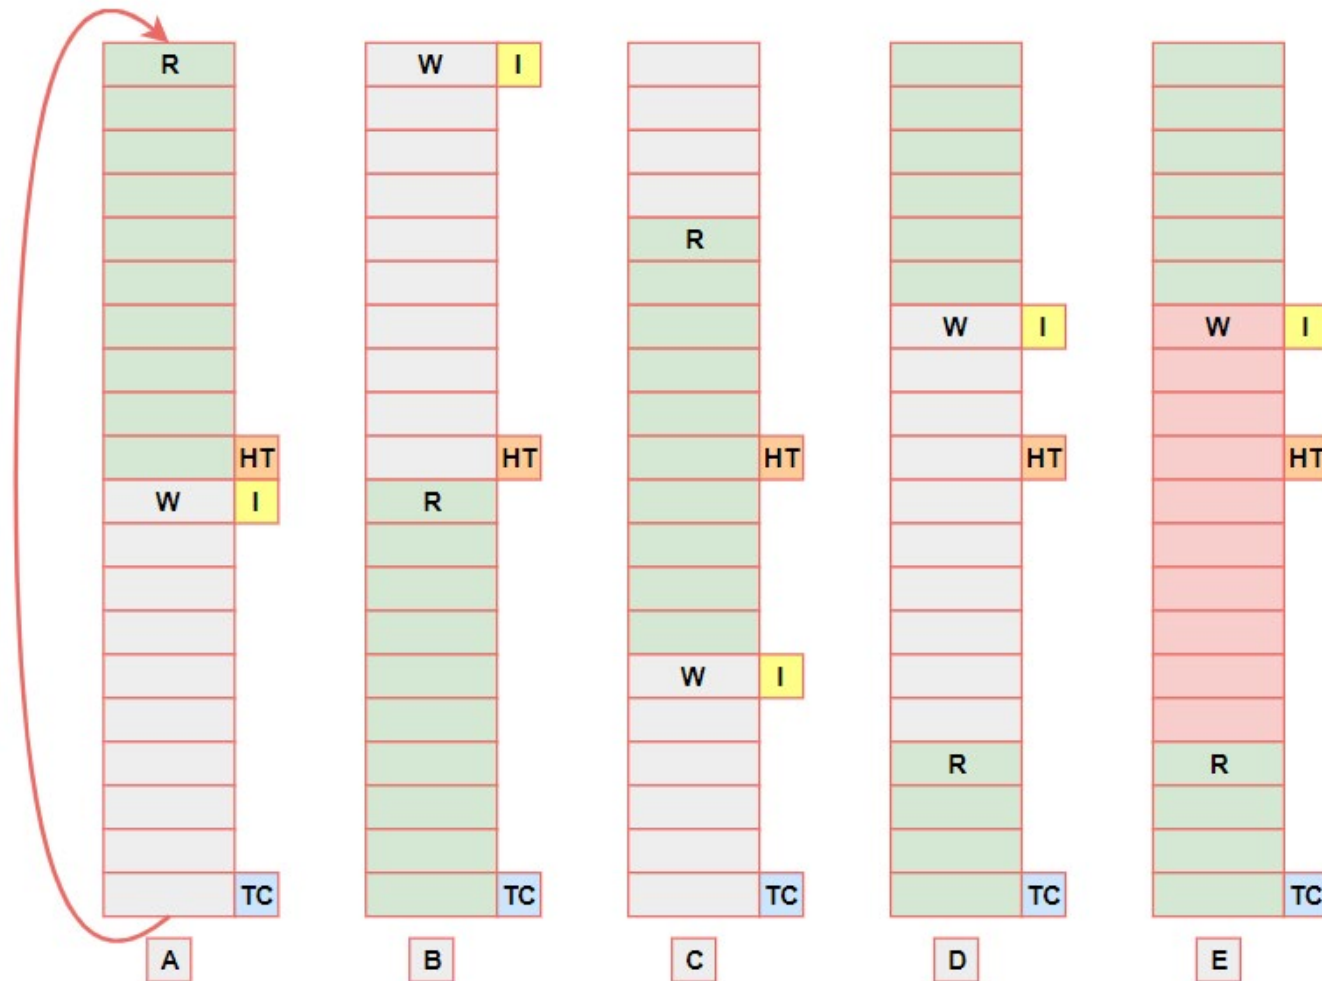 R W I
R
W I W I
HT HT HT HT HT
W I R
W I
R R
TC TC TC TC TC
A B C D E